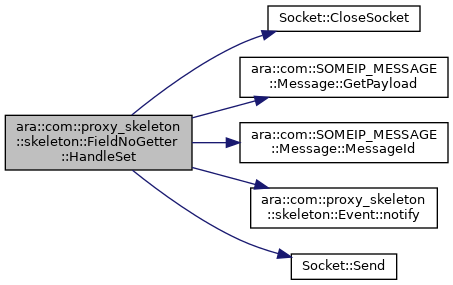 Socket::CloseSocket
ara::com::SOMEIP_MESSAGE
::Message::GetPayload
ara::com::proxy_skeleton
::skeleton::FieldNoGetter
::HandleSet
ara::com::SOMEIP_MESSAGE
::Message::MessageId
ara::com::proxy_skeleton
::skeleton::Event::notify
Socket::Send